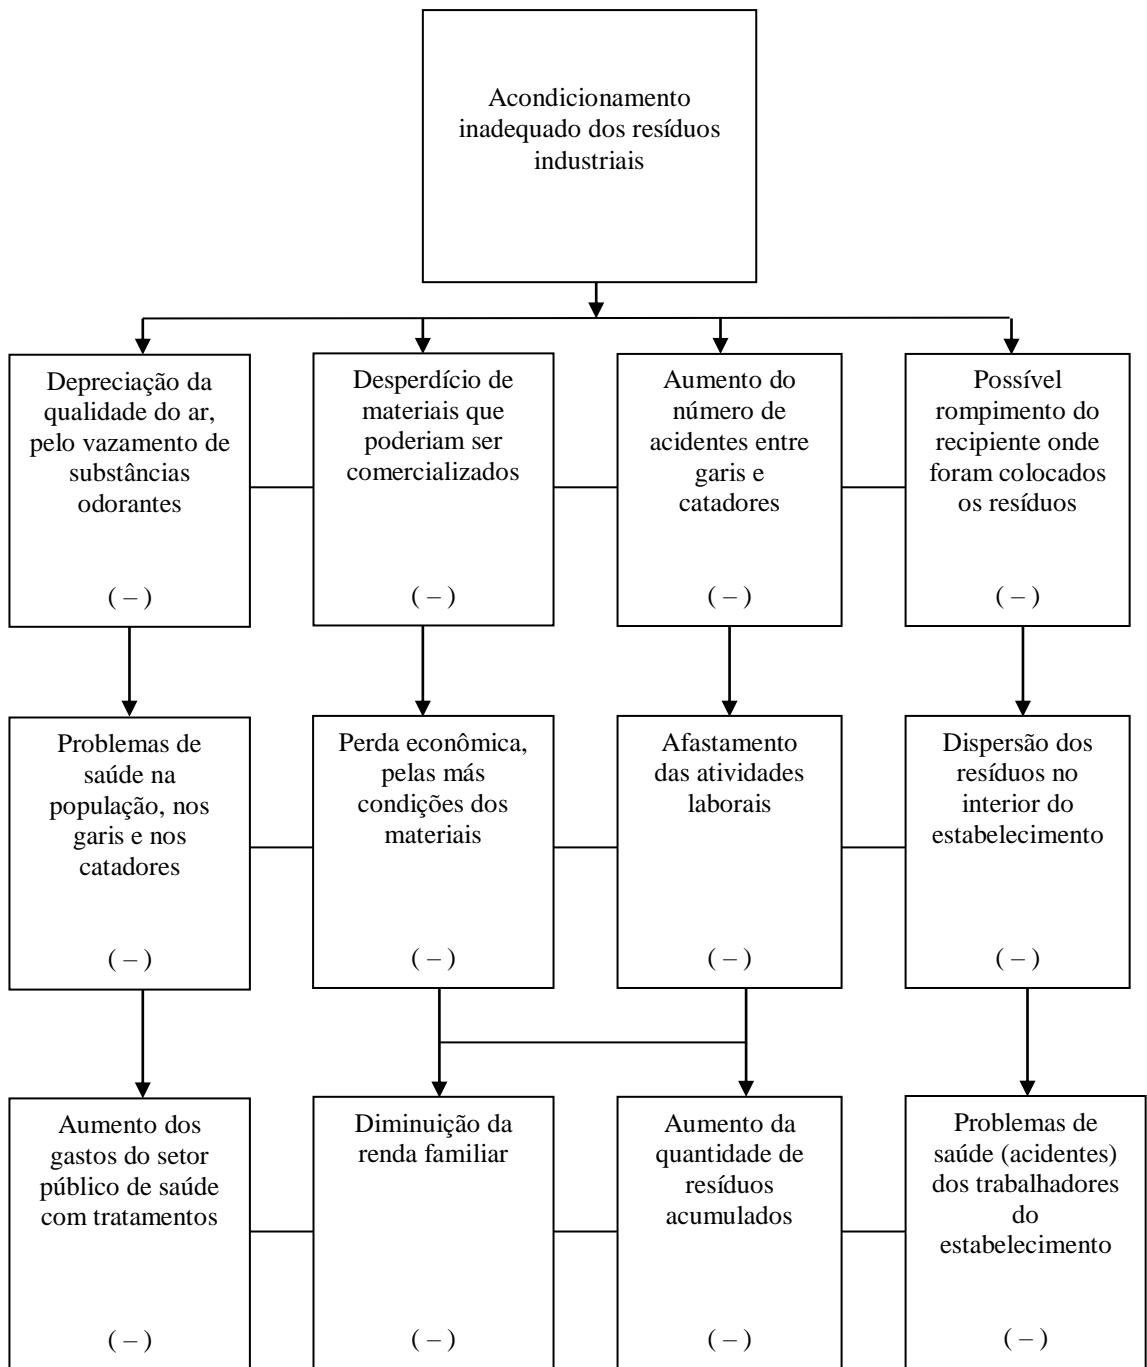 Acondicionamento
inadequado dos resíduos
industriais
Depreciação da
qualidade do ar,
pelo vazamento de
substâncias
odorantes
( – )
Desperdício de
materiais que
poderiam ser
comercializados
( – )
Aumento do
número de
acidentes entre
garis e
catadores
( – )
Possível
rompimento do
recipiente onde
foram colocados
os resíduos
( – )
Problemas de
saúde na
população, nos
garis e nos
catadores
( – )
Perda econômica,
pelas más
condições dos
materiais
( – )
Afastamento
das atividades
laborais
( – )
Dispersão dos
resíduos no
interior do
estabelecimento
( – )
Aumento dos
gastos do setor
público de saúde
com tratamentos
( – )
Diminuição da
renda familiar
( – )
Aumento da
quantidade de
resíduos
acumulados
( – )
Problemas de
saúde (acidentes)
dos trabalhadores
do
estabelecimento
( – )